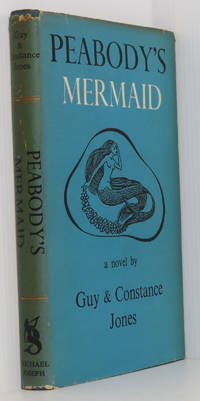 PEABODY'S
MERMAID
a novel by
Guy & Constance
Jones
Guy
&
Constance
Jones
PEABODY'S
MERMAID
MICHAEL
JOSEPH